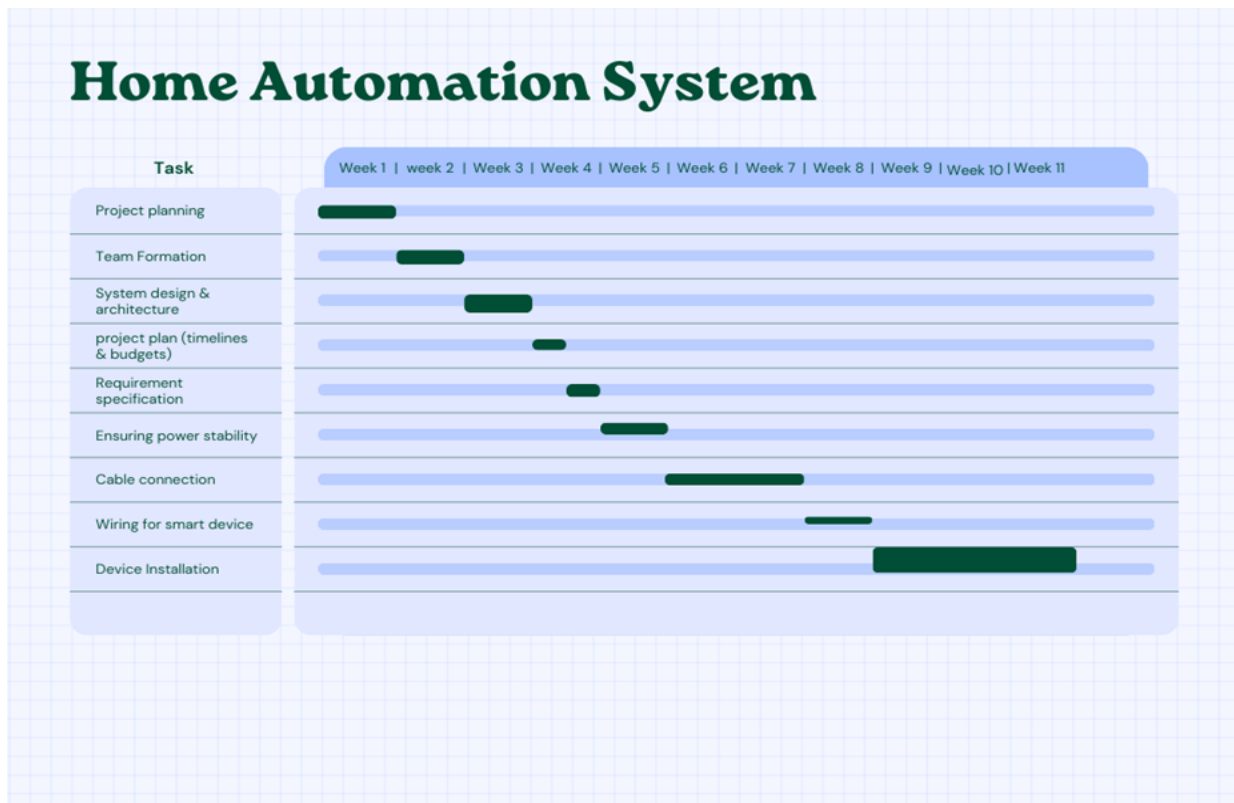 Home Automation System
Task
Week 1 | week 2 | Week 3 | Week 4 | Week 5 | Week 6 | Week 7 | Week 8 | Week 9 | Week 10 | Week 11
Project planning
Team Formation
System design &
architecture
project plan (timelines
& budgets)
Requirement
specification
Ensuring power stability
Cable connection
Wiring for smart device
Device Installation